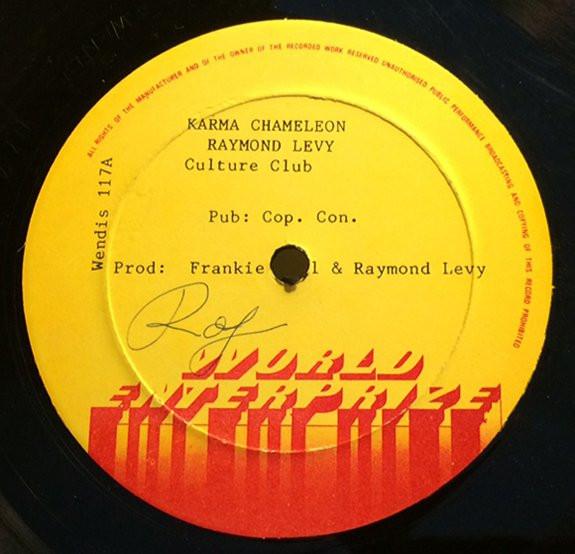 ALL RIGHTS OF THE MANUFACTURER AND OF THE OWNER OF THE RECORDED WORK RESERVED UNAUTHORISED PUBLIC PERFORMANCE BROADCASTING AND COPYING OF THIS RECORD PROHIBITED
KARMA CHAMELEON
RAYMOND LEVY
Culture Club
Wendis 117A
Pub: Cop. Con.
Prod: Frankie & Raymond Levy
WORLD
ENTERPRIZE